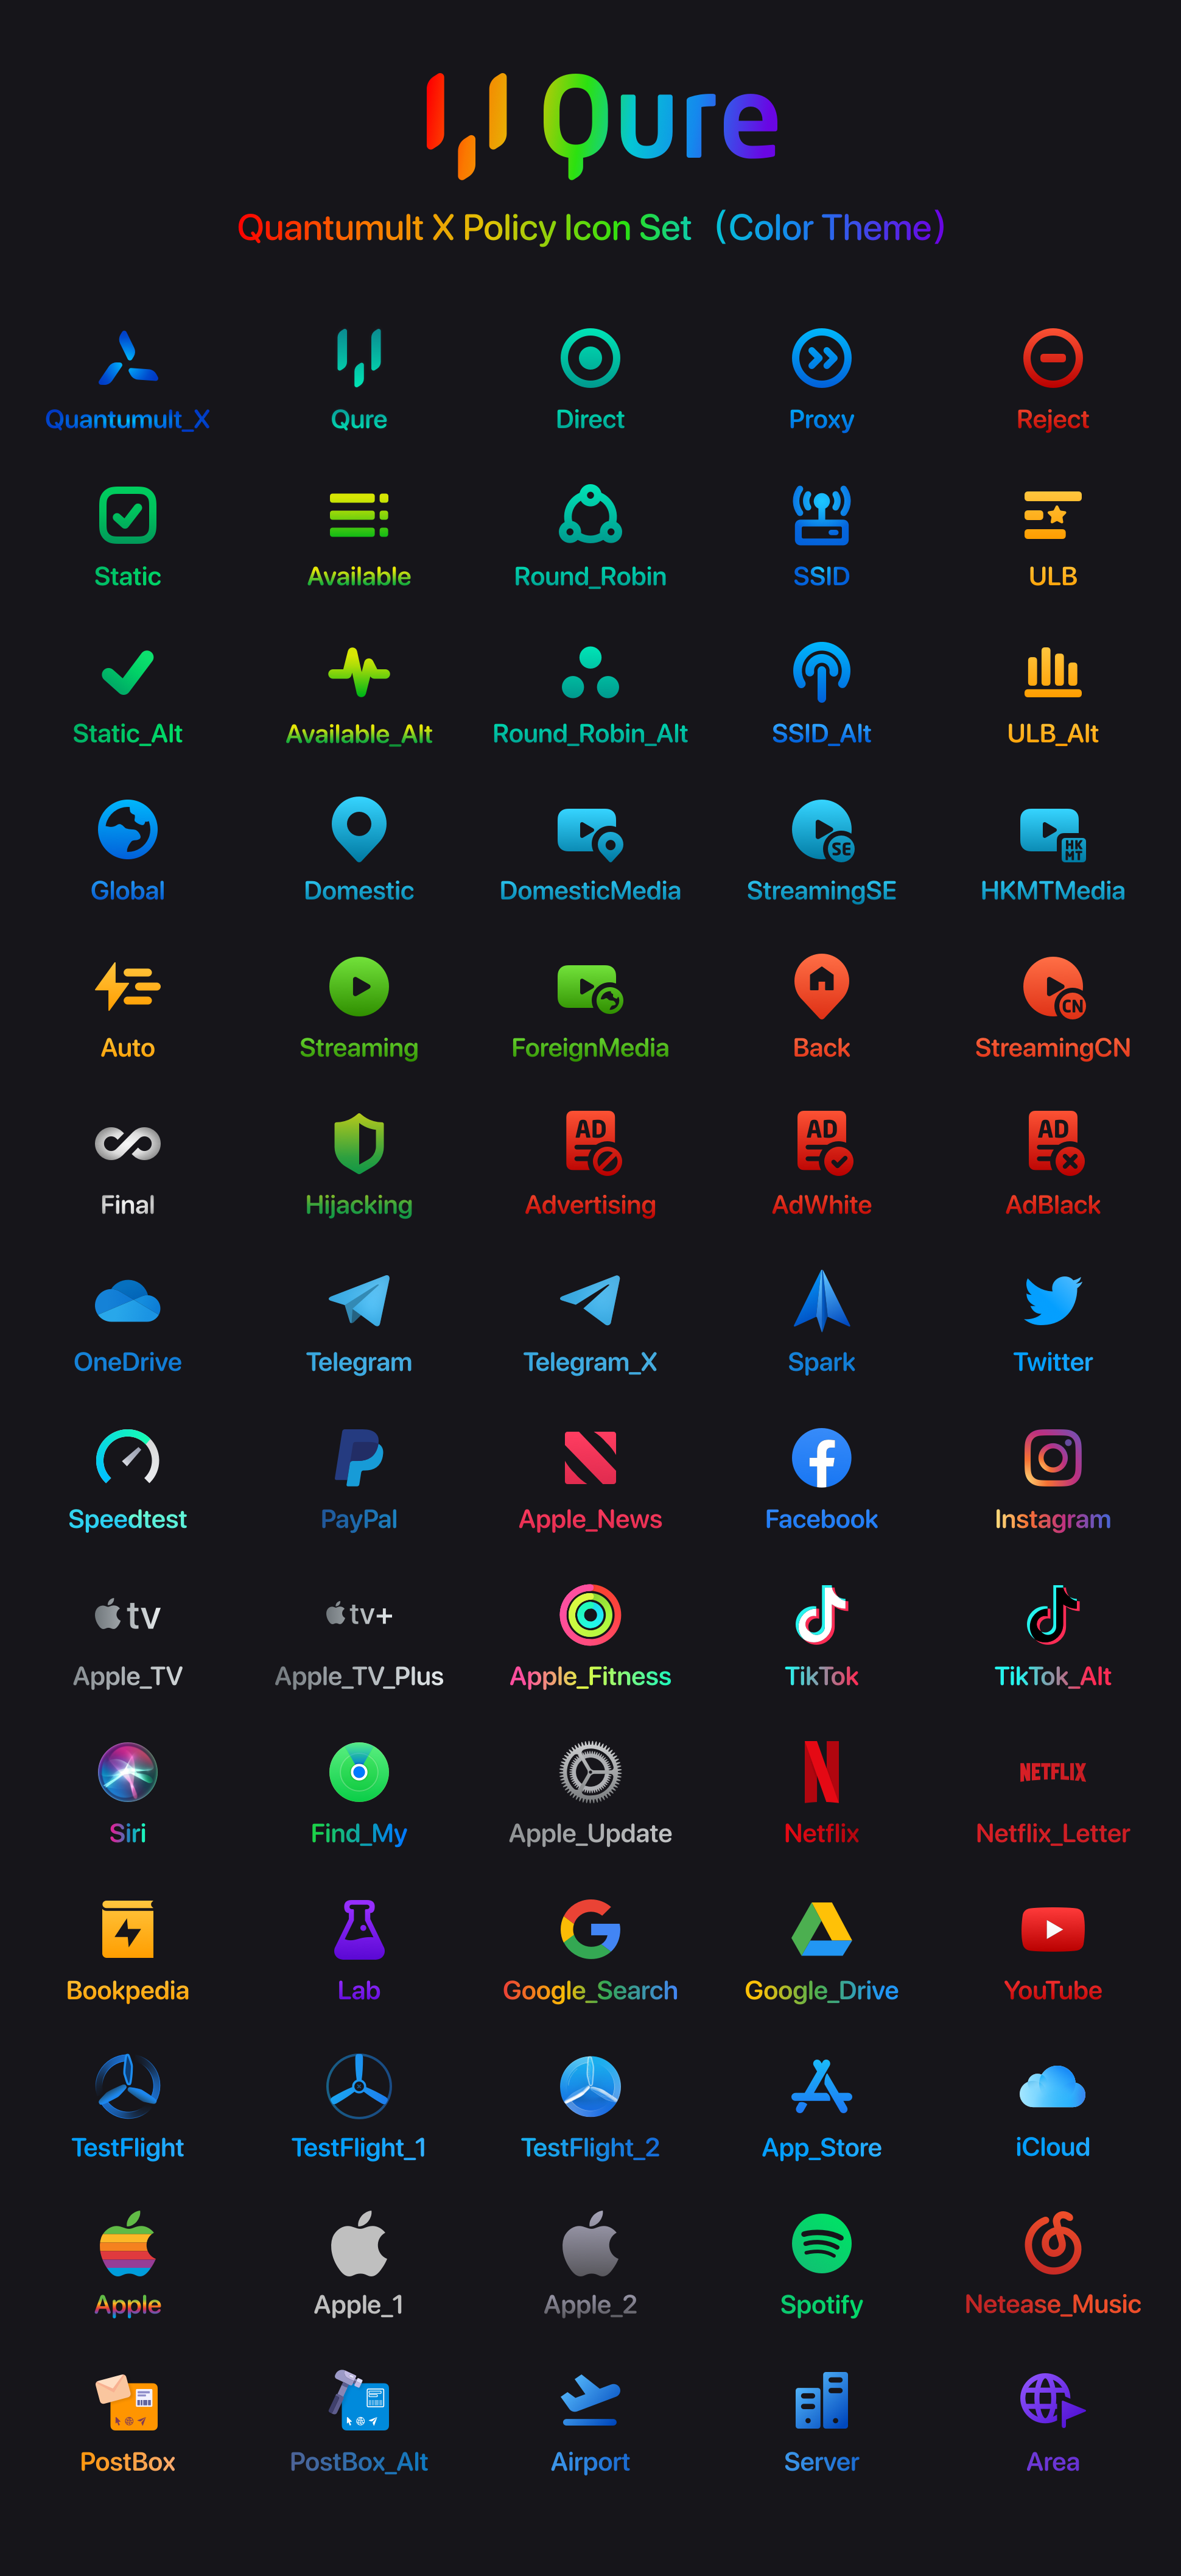 Qure
Quantumult X Policy Icon Set（Color Theme）
Quantumult_X Qure Direct Proxy Reject
Static Available Round_Robin SSID ULB
Static_Alt Available_Alt Round_Robin_Alt SSID_Alt ULB_Alt
SE HK
MT
Global Domestic DomesticMedia StreamingSE HKMTMedia
CN
Auto Streaming ForeignMedia Back StreamingCN
AD AD AD
Final Hijacking Advertising AdWhite AdBlack
OneDrive Telegram Telegram_X Spark Twitter
Speedtest PayPal Apple_News Facebook Instagram
tv tv+
Apple_TV Apple_TV_Plus Apple_Fitness TikTok TikTok_Alt
NETFLIX
Siri Find_My Apple_Update Netflix Netflix_Letter
Bookpedia Lab Google_Search Google_Drive YouTube
TestFlight TestFlight_1 TestFlight_2 App_Store iCloud
Apple Apple_1 Apple_2 Spotify Netease_Music
PostBox PostBox_Alt Airport Server Area